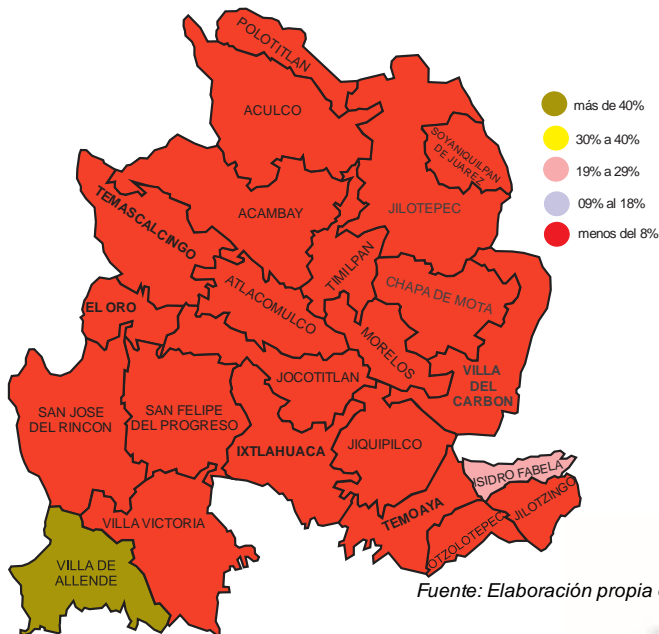 POLOTITLAN
ACULCO
más de 40%
30% a 40%
19% a 29%
09% al 18%
menos del 8%
SOYANIQUILPAN
DE JUAREZ
TEMASCALCINGO
ACAMBAY
JILOTEPEC
TIMILPAN
CHAPA DE MOTA
EL ORO
ATLACOMULCO
MORELOS
JOCOTITLAN
VILLA
DEL
CARBON
SAN JOSE
DEL RINCON
SAN FELIPE
DEL PROGRESO
IXTLAHUACA
JIQUIPILCO
ISIDRO FABELA
JILOTZINGO
TEMOAYA
OTZOLOTEPEC
VILLA VICTORIA
VILLA DE
ALLENDE
Fuente: Elaboración propia